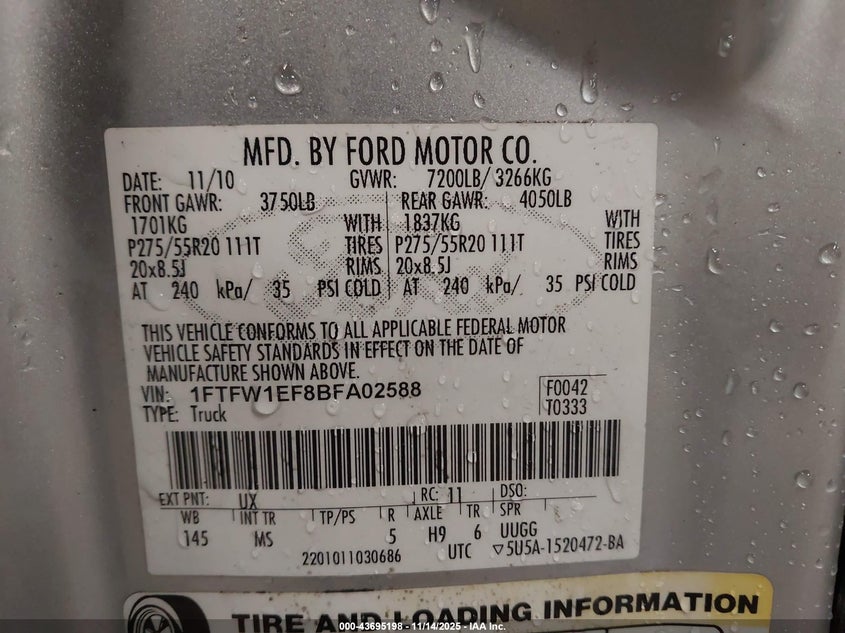 MFD. BY FORD MOTOR CO.
DATE: 11/10 GVWR: 7200LB/ 3266KG
FRONT GAWR: 3750LB REAR GAWR: 4050LB
1701KG WITH 1837KG WITH
P275/55R20 111T TIRES P275/55R20 111T TIRES
20x8.5J RIMS 20x8.5J RIMS
AT 240 kPa/ 35 PSI COLD AT 240 kPa/ 35 PSI COLD
THIS VEHICLE CONFORMS TO ALL APPLICABLE FEDERAL MOTOR
VEHICLE SAFETY STANDARDS IN EFFECT ON THE DATE OF
MANUFACTURE SHOWN ABOVE.
VIN: 1FTFW1EF8BFA02588 F0042
TYPE: Truck T0333
EXT PNT: UX RC: 11 DSO:
WB INT TR TP/PS R AXLE TR SPR
145 MS 5 H9 6 UUGG
2201011030686 UTC ▽5U5A-1520472-BA
TIRE AND LOADING INFORMATION
000-43695198 - 11/14/2025 - IAA Inc.